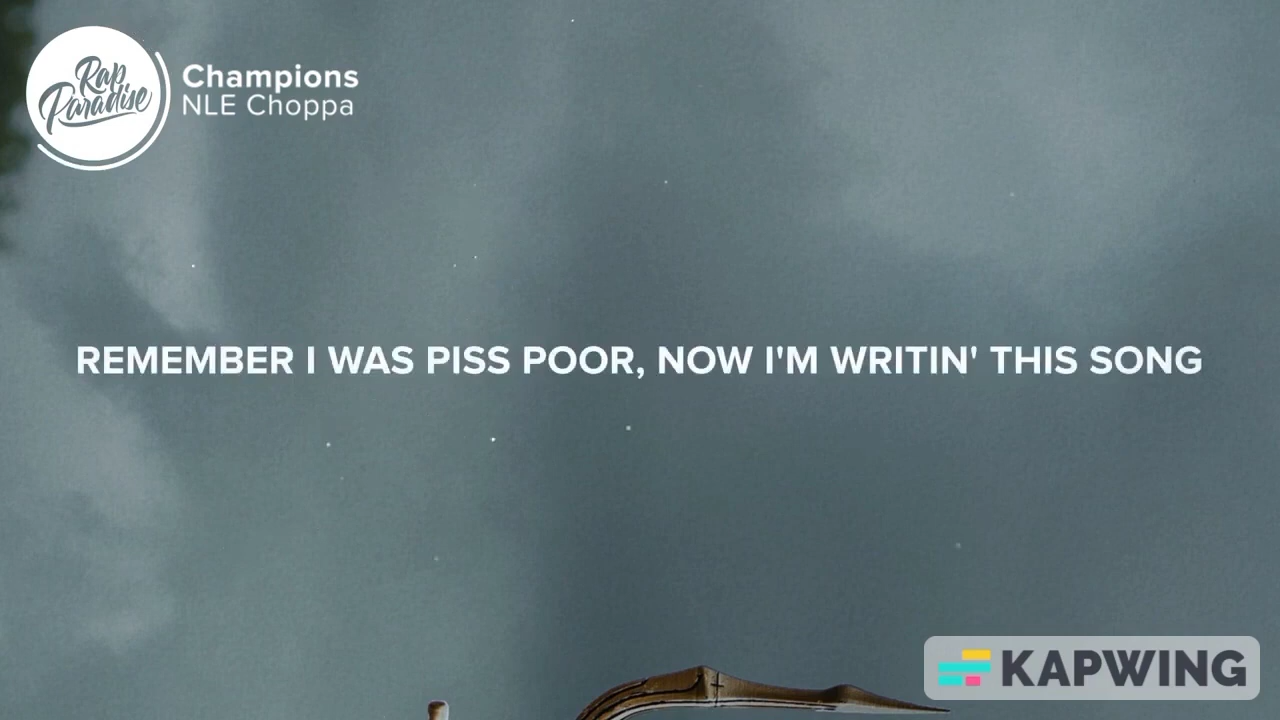 Rap
Paradise
Champions
NLE Choppa
REMEMBER I WAS PISS POOR, NOW I'M WRITIN' THIS SONG
KAPWING